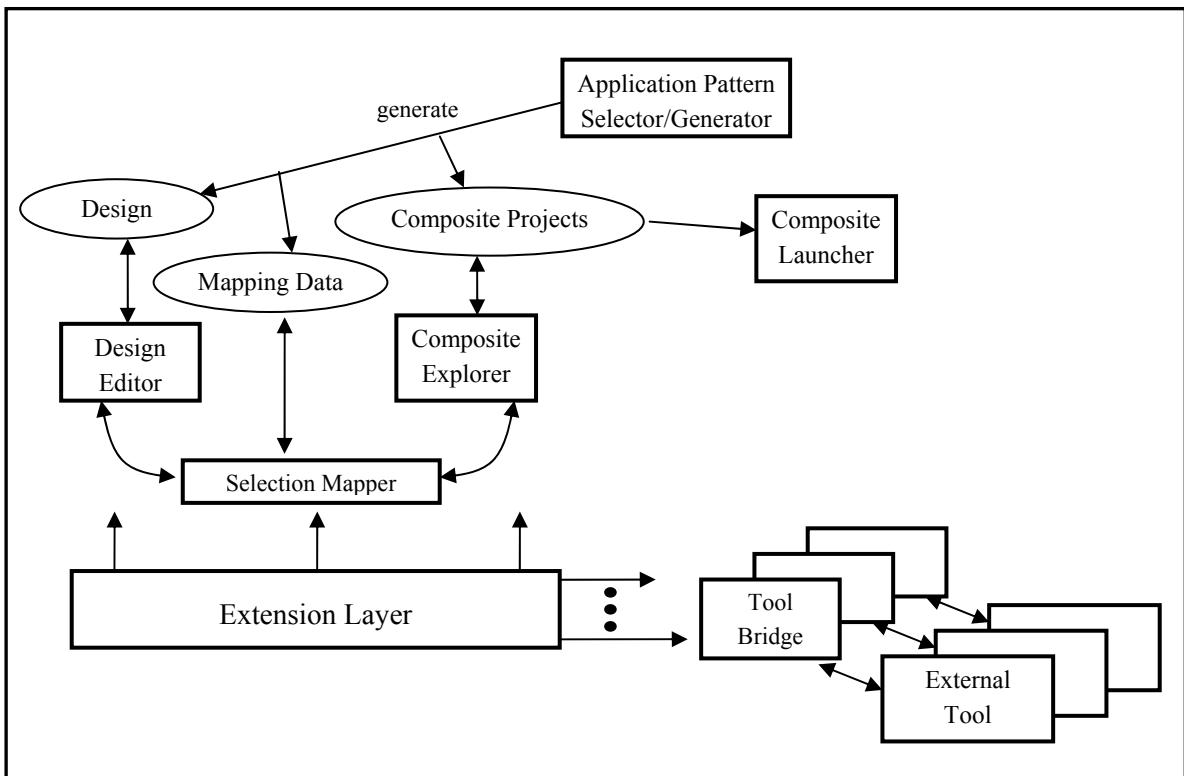 Application Pattern
Selector/Generator
generate
Design
Composite Projects
Composite
Launcher
Mapping Data
Design
Editor
Composite
Explorer
Selection Mapper
Extension Layer
Tool
Bridge
External
Tool